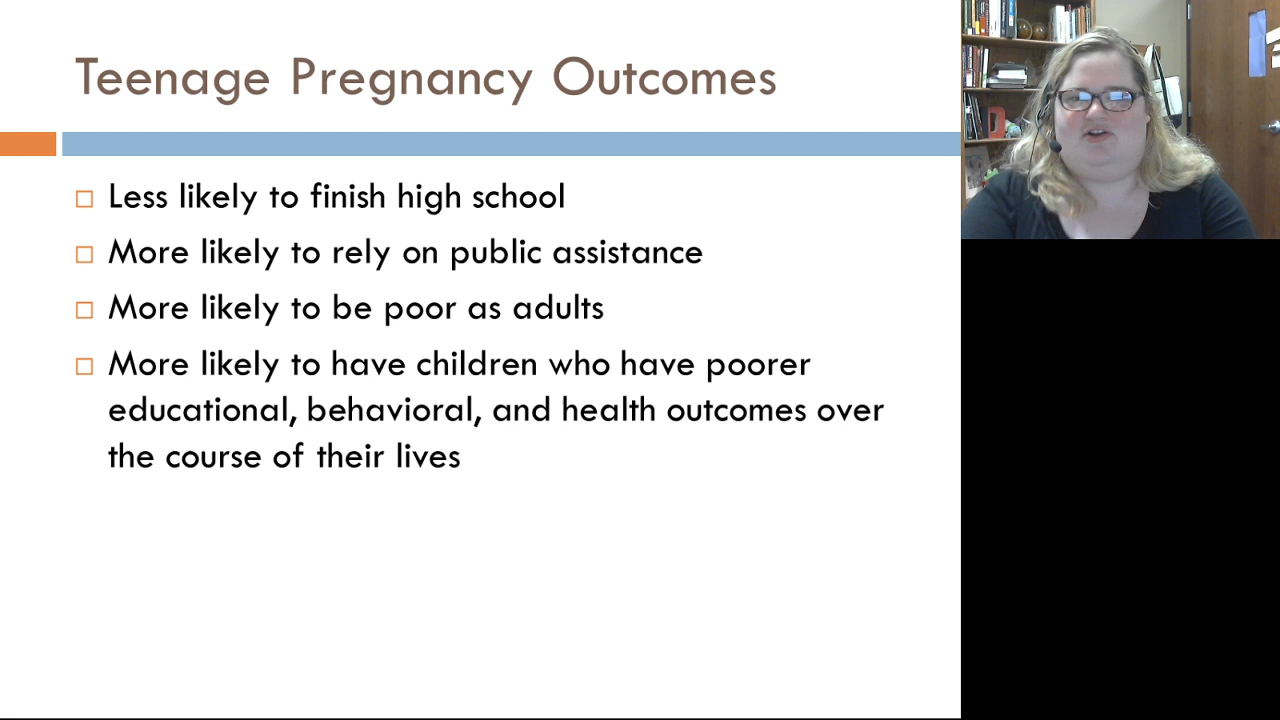 Teenage Pregnancy Outcomes
Less likely to finish high school
More likely to rely on public assistance
More likely to be poor as adults
More likely to have children who have poorer
educational, behavioral, and health outcomes over
the course of their lives